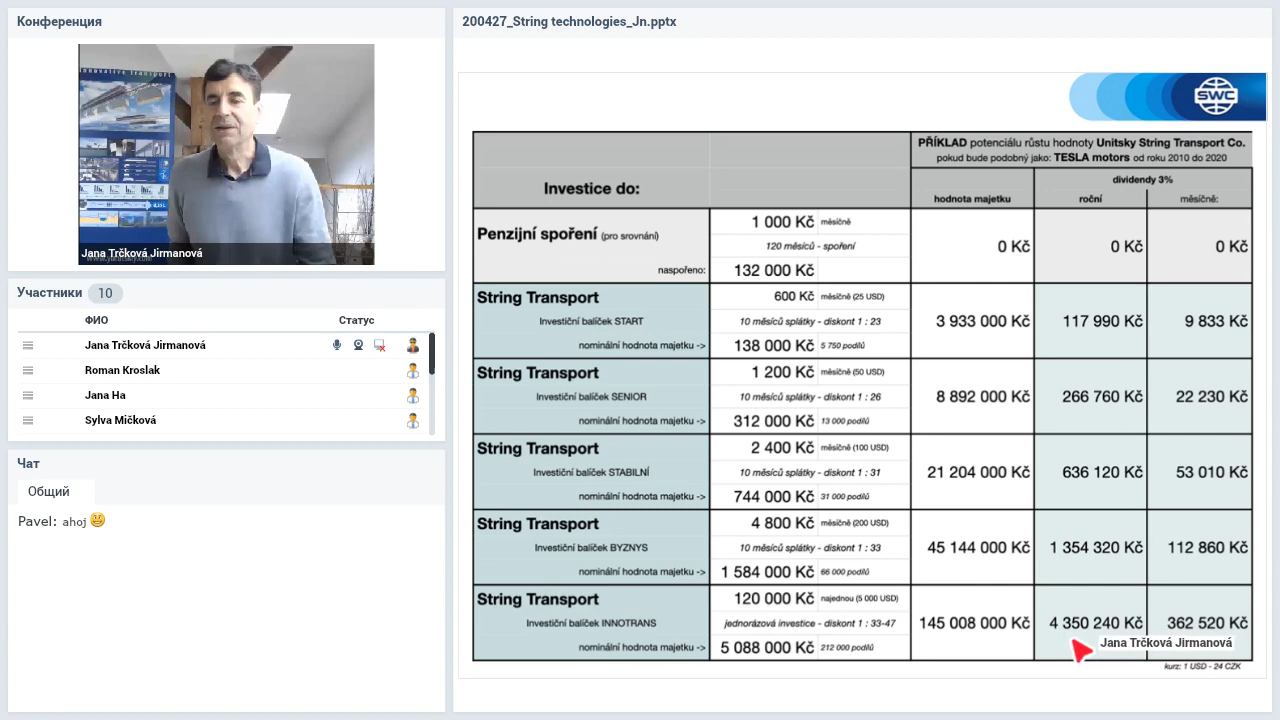 Конференция
innovative transport
Jana Trčková Jirmanová
Участники 10
ФИО Статус
Jana Trčková Jirmanová
Roman Kroslak
Jana Ha
Sylva Mičková
Чат
Общий
Pavel: ahoj
200427_String technologies_Jn.pptx
SWC
PŘÍKLAD potenciálu růstu hodnoty Unitsky String Transport Co.
pokud bude podobný jako: TESLA motors od roku 2010 do 2020
Investice do:
dividendy 3%
hodnota majetku roční měsíčně:
Penzijní spoření (pro srovnání) 1 000 Kč měsíčně
120 měsíců - spoření 0 Kč 0 Kč 0 Kč
naspořeno: 132 000 Kč
String Transport 600 Kč měsíčně (25 USD)
Investiční balíček START 10 měsíců splátky - diskont 1 : 23 3 933 000 Kč 117 990 Kč 9 833 Kč
nominální hodnota majetku -> 138 000 Kč 5 750 podílů
String Transport 1 200 Kč měsíčně (50 USD)
Investiční balíček SENIOR 10 měsíců splátky - diskont 1 : 26 8 892 000 Kč 266 760 Kč 22 230 Kč
nominální hodnota majetku -> 312 000 Kč 13 000 podílů
String Transport 2 400 Kč měsíčně (100 USD)
Investiční balíček STABILNÍ 10 měsíců splátky - diskont 1 : 31 21 204 000 Kč 636 120 Kč 53 010 Kč
nominální hodnota majetku -> 744 000 Kč 31 000 podílů
String Transport 4 800 Kč měsíčně (200 USD)
Investiční balíček BYZNYS 10 měsíců splátky - diskont 1 : 33 45 144 000 Kč 1 354 320 Kč 112 860 Kč
nominální hodnota majetku -> 1 584 000 Kč 66 000 podílů
String Transport 120 000 Kč najednou (5 000 USD)
Investiční balíček INNOTRANS jednorázová investice - diskont 1 : 33-47 145 008 000 Kč 4 350 240 Kč 362 520 Kč
nominální hodnota majetku -> 5 088 000 Kč 212 000 podílů
Jana Trčková Jirmanová
kurz: 1 USD - 24 CZK